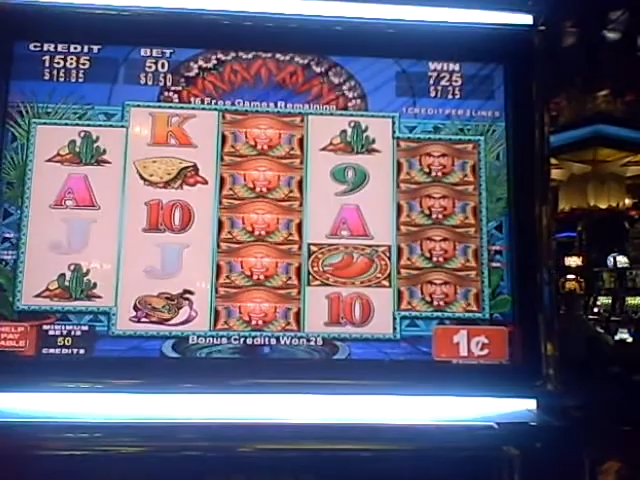 CREDIT
1585
$15.85
BET
50
$0.50
WIN
725
$7.25
16 Free Games Remaining
1 CREDIT PER 2 LINES
K
A
10
J
J
9
A
10
HELP
PAY
TABLE
MINIMUM
BET IS
50
CREDITS
Bonus Credits Won 25
1¢